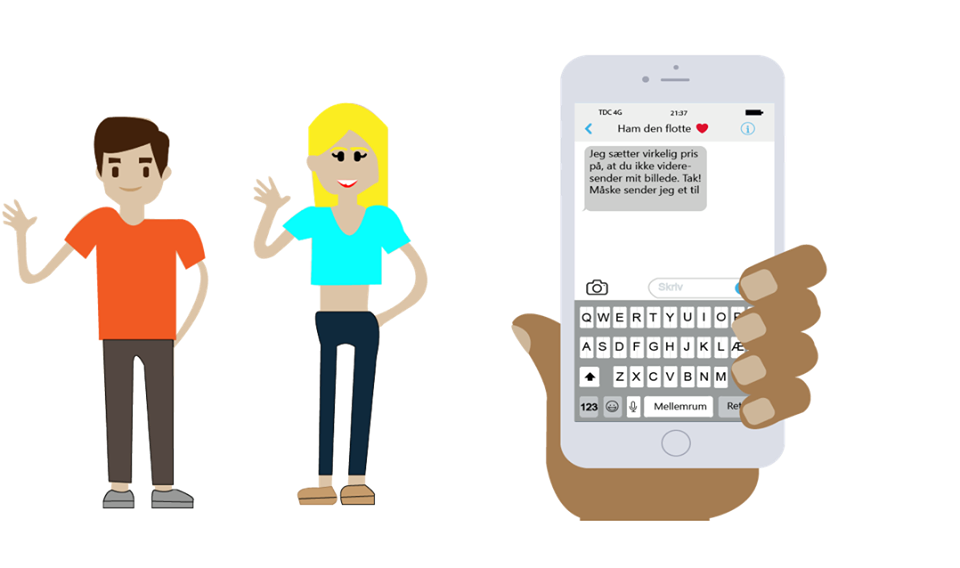 TDC 4G 21:37
Ham den flotte
Jeg sætter virkelig pris
på, at du ikke videre-
sender mit billede. Tak!
Måske sender jeg et til
Skriv
Q W E R T Y U I O P
A S D F G H J K L Æ
Z X C V B N M
123 Mellemrum Ret